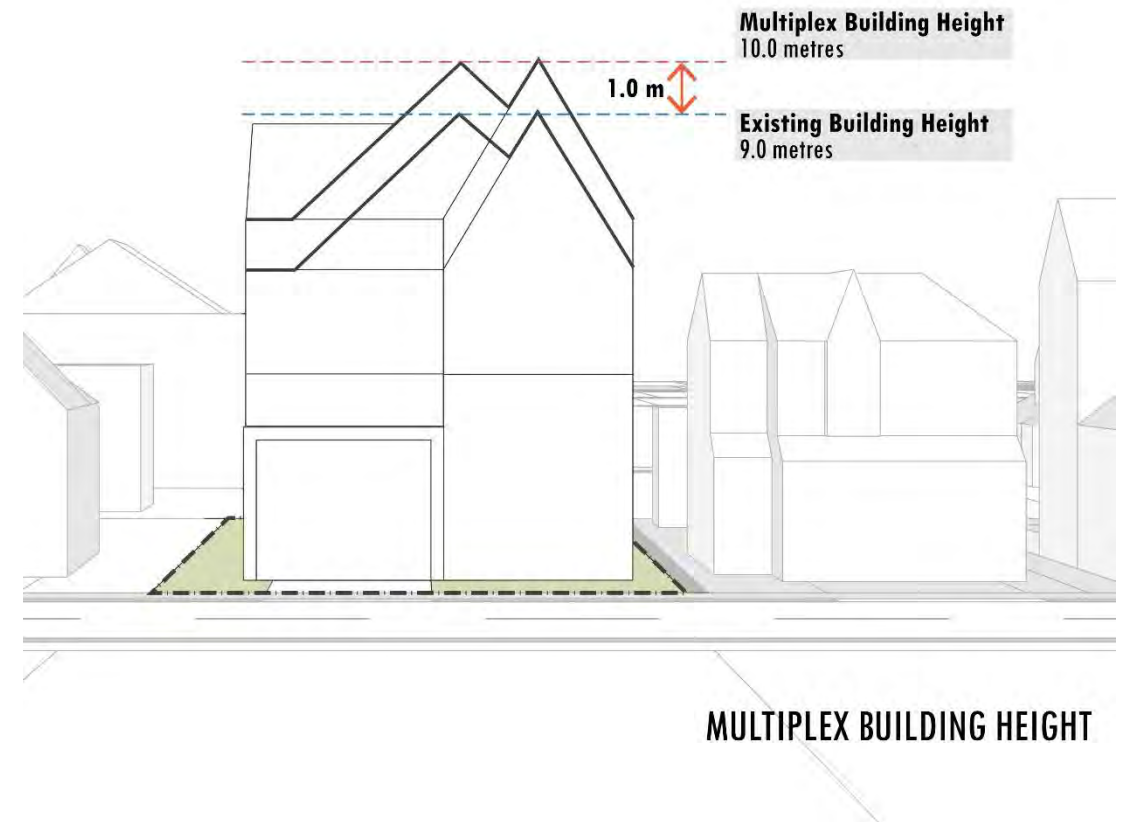 Multiplex Building Height
10.0 metres
1.0 m
Existing Building Height
9.0 metres
MULTIPLEX BUILDING HEIGHT